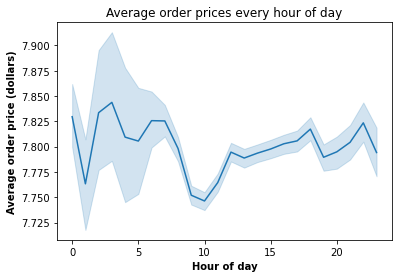 Average order prices every hour of day
Average order price (dollars)
7.900
7.875
7.850
7.825
7.800
7.775
7.750
7.725
0 5 10 15 20
Hour of day